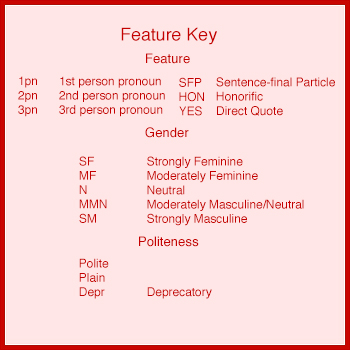 Feature Key
Feature
1pn 1st person pronoun SFP Sentence-final Particle
2pn 2nd person pronoun HON Honorific
3pn 3rd person pronoun YES Direct Quote
Gender
SF Strongly Feminine
MF Moderately Feminine
N Neutral
MMN Moderately Masculine/Neutral
SM Strongly Masculine
Politeness
Polite
Plain
Depr Deprecatory